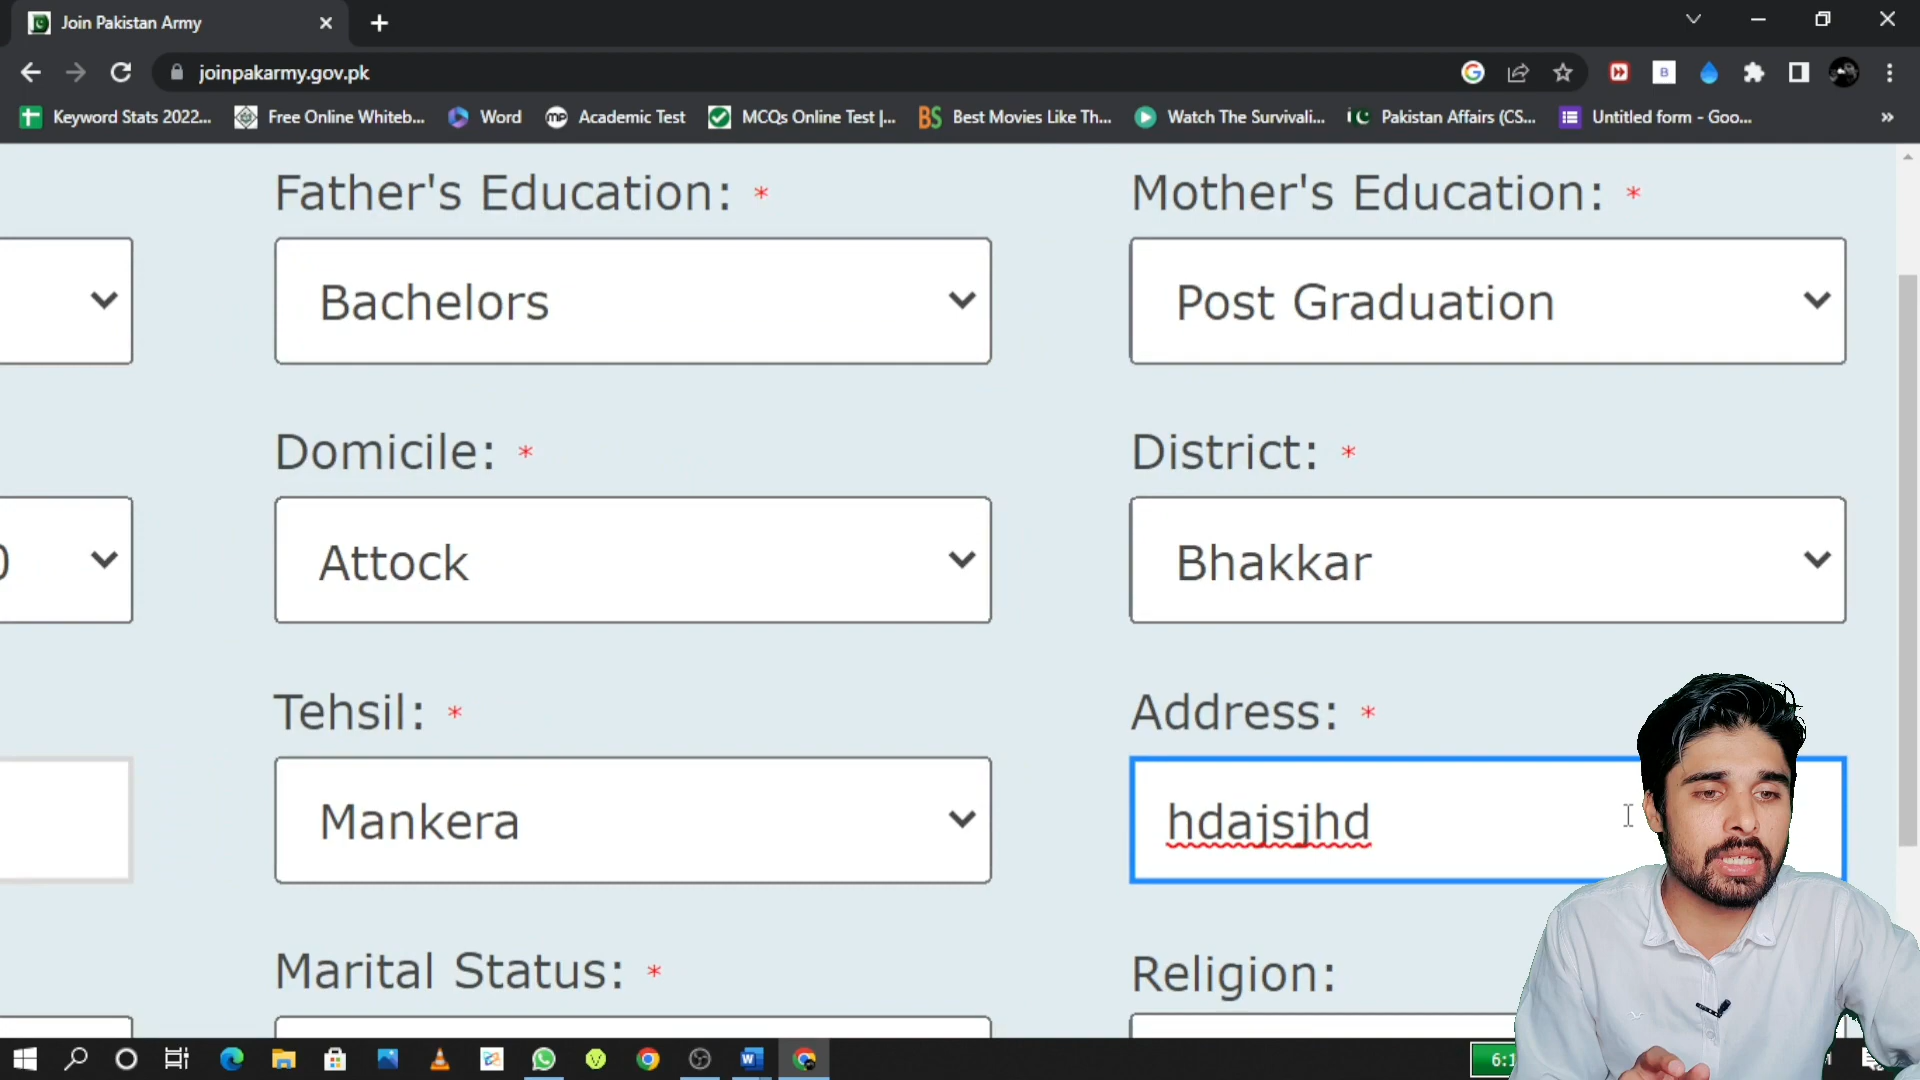 Join Pakistan Army
joinpakarmy.gov.pk
Keyword Stats 2022... Free Online Whiteb... Word Academic Test MCQs Online Test |... Best Movies Like Th... Watch The Survivali... Pakistan Affairs (CS... Untitled form - Goo...
Father's Education: * Mother's Education: *
Bachelors Post Graduation
Domicile: * District: *
Attock Bhakkar
Tehsil: * Address: *
Mankera hdajsjhd
Marital Status: * Religion: